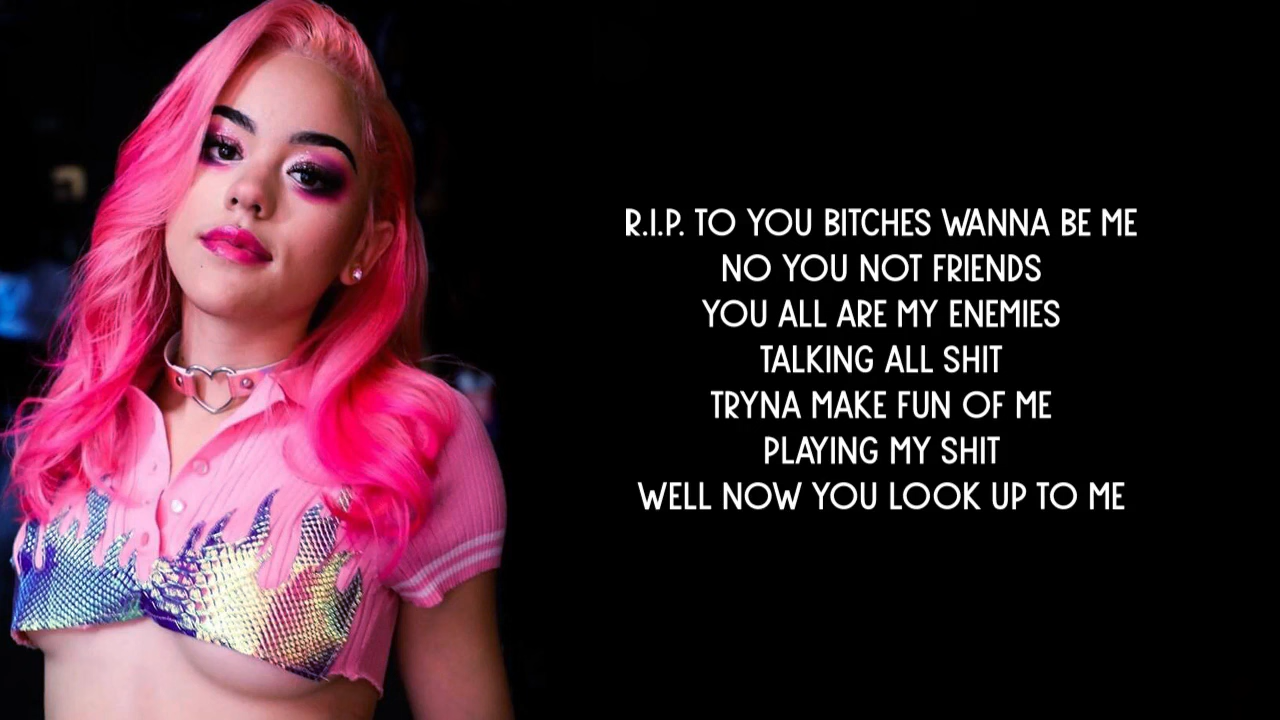 R.I.P. TO YOU BITCHES WANNA BE ME
NO YOU NOT FRIENDS
YOU ALL ARE MY ENEMIES
TALKING ALL SHIT
TRYNA MAKE FUN OF ME
PLAYING MY SHIT
WELL NOW YOU LOOK UP TO ME